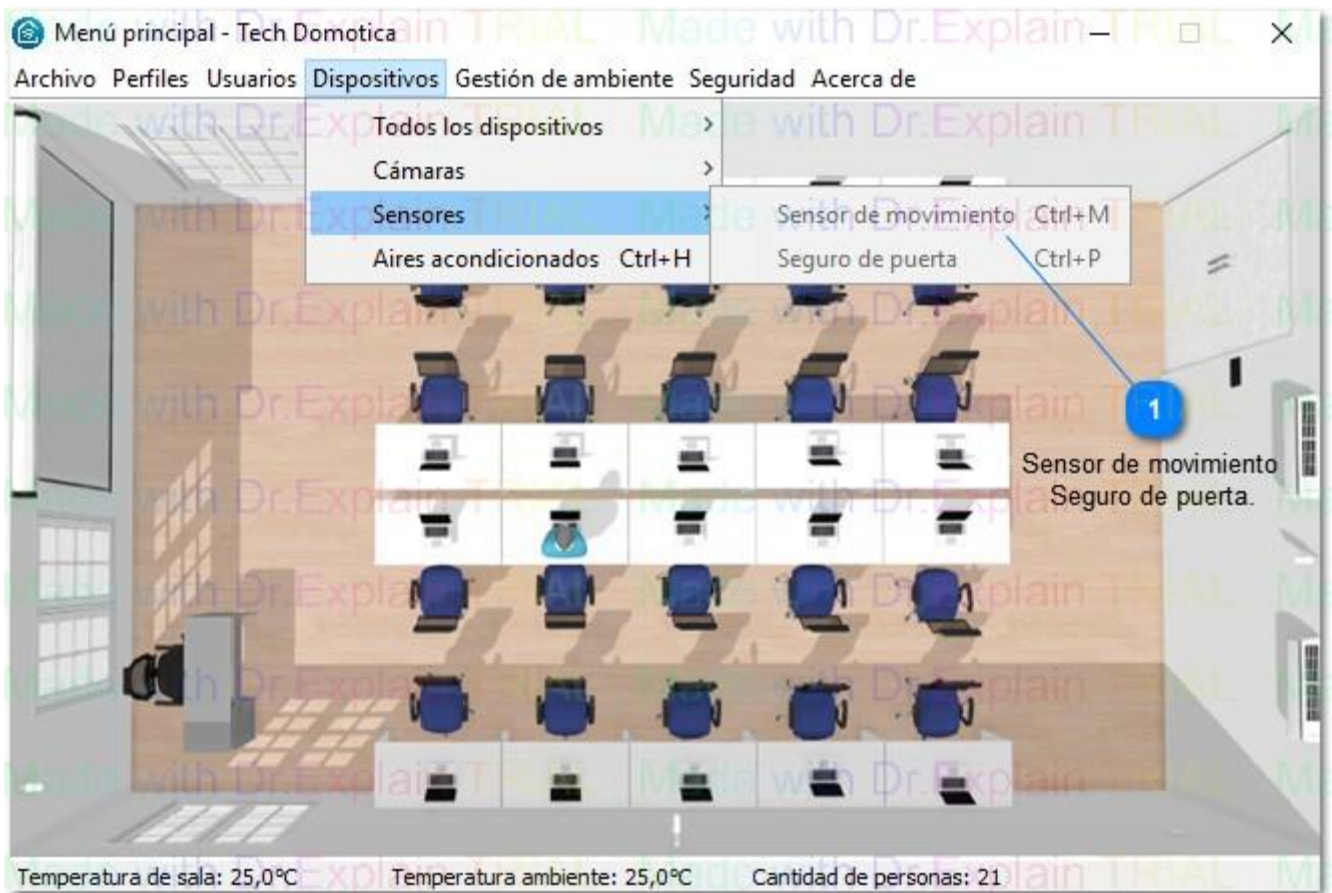 Menú principal - Tech Domotica
Archivo Perfiles Usuarios Dispositivos Gestión de ambiente Seguridad Acerca de
Todos los dispositivos
Cámaras
Sensores
Aires acondicionados Ctrl+H
Sensor de movimiento Ctrl+M
Seguro de puerta Ctrl+P
1
Sensor de movimiento
Seguro de puerta.
Temperatura de sala: 25,0°C Temperatura ambiente: 25,0°C Cantidad de personas: 21
Made with Dr.Explain TRIAL